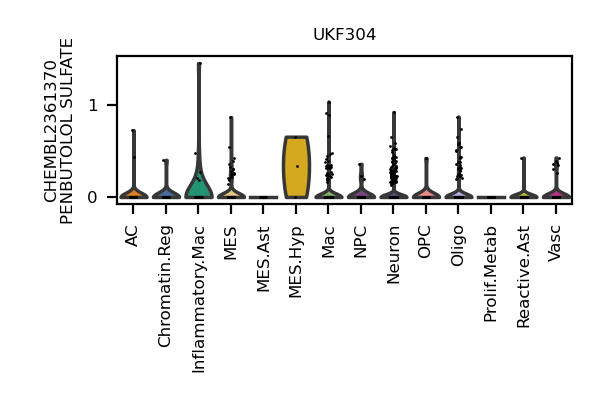 UKF304
CHEMBL2361370
PENBUTOLOL SULFATE
1
0
AC
Chromatin.Reg
Inflammatory.Mac
MES
MES.Ast
MES.Hyp
Mac
NPC
Neuron
OPC
Oligo
Prolif.Metab
Reactive.Ast
Vasc